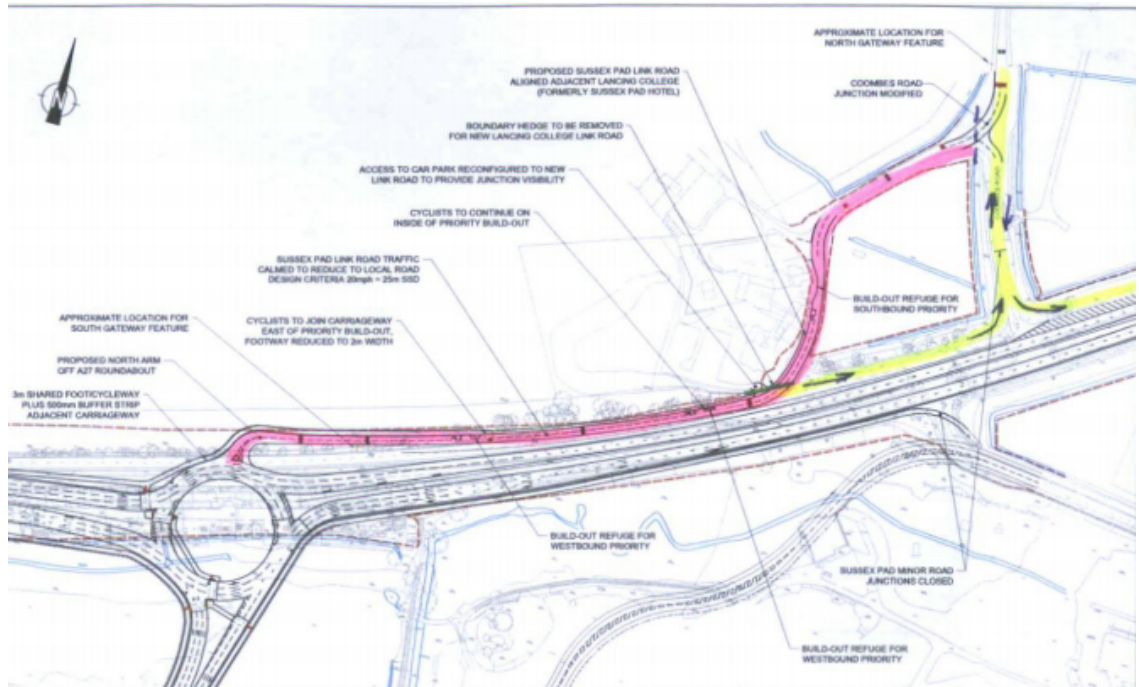 APPROXIMATE LOCATION FOR
NORTH GATEWAY FEATURE
COOMBES ROAD
JUNCTION MODIFIED
PROPOSED SUSSEX PAD LINK ROAD
ALIGNED ADJACENT LANCING COLLEGE
(FORMERLY SUSSEX PAD HOTEL)
BOUNDARY HEDGE TO BE REMOVED
FOR NEW LANCING COLLEGE LINK ROAD
ACCESS TO CAR PARK RECONFIGURED TO NEW
LINK ROAD TO PROVIDE JUNCTION VISIBILITY
CYCLISTS TO CONTINUE ON
INSIDE OF PRIORITY BUILD-OUT
SUSSEX PAD LINK ROAD TRAFFIC
CALMED TO REDUCE TO LOCAL ROAD
DESIGN CRITERIA 20mph = 25m SSD
APPROXIMATE LOCATION FOR
SOUTH GATEWAY FEATURE
CYCLISTS TO JOIN CARRIAGEWAY
EAST OF PRIORITY BUILD-OUT,
FOOTWAY REDUCED TO 2m WIDTH
PROPOSED NORTH ARM
OFF A27 ROUNDABOUT
3m SHARED FOOT/CYCLEWAY
PLUS 500mm BUFFER STRIP
ADJACENT CARRIAGEWAY
BUILD-OUT REFUGE FOR
SOUTHBOUND PRIORITY
BUILD-OUT REFUGE FOR
WESTBOUND PRIORITY
SUSSEX PAD MINOR ROAD
JUNCTIONS CLOSED
BUILD-OUT REFUGE FOR
WESTBOUND PRIORITY